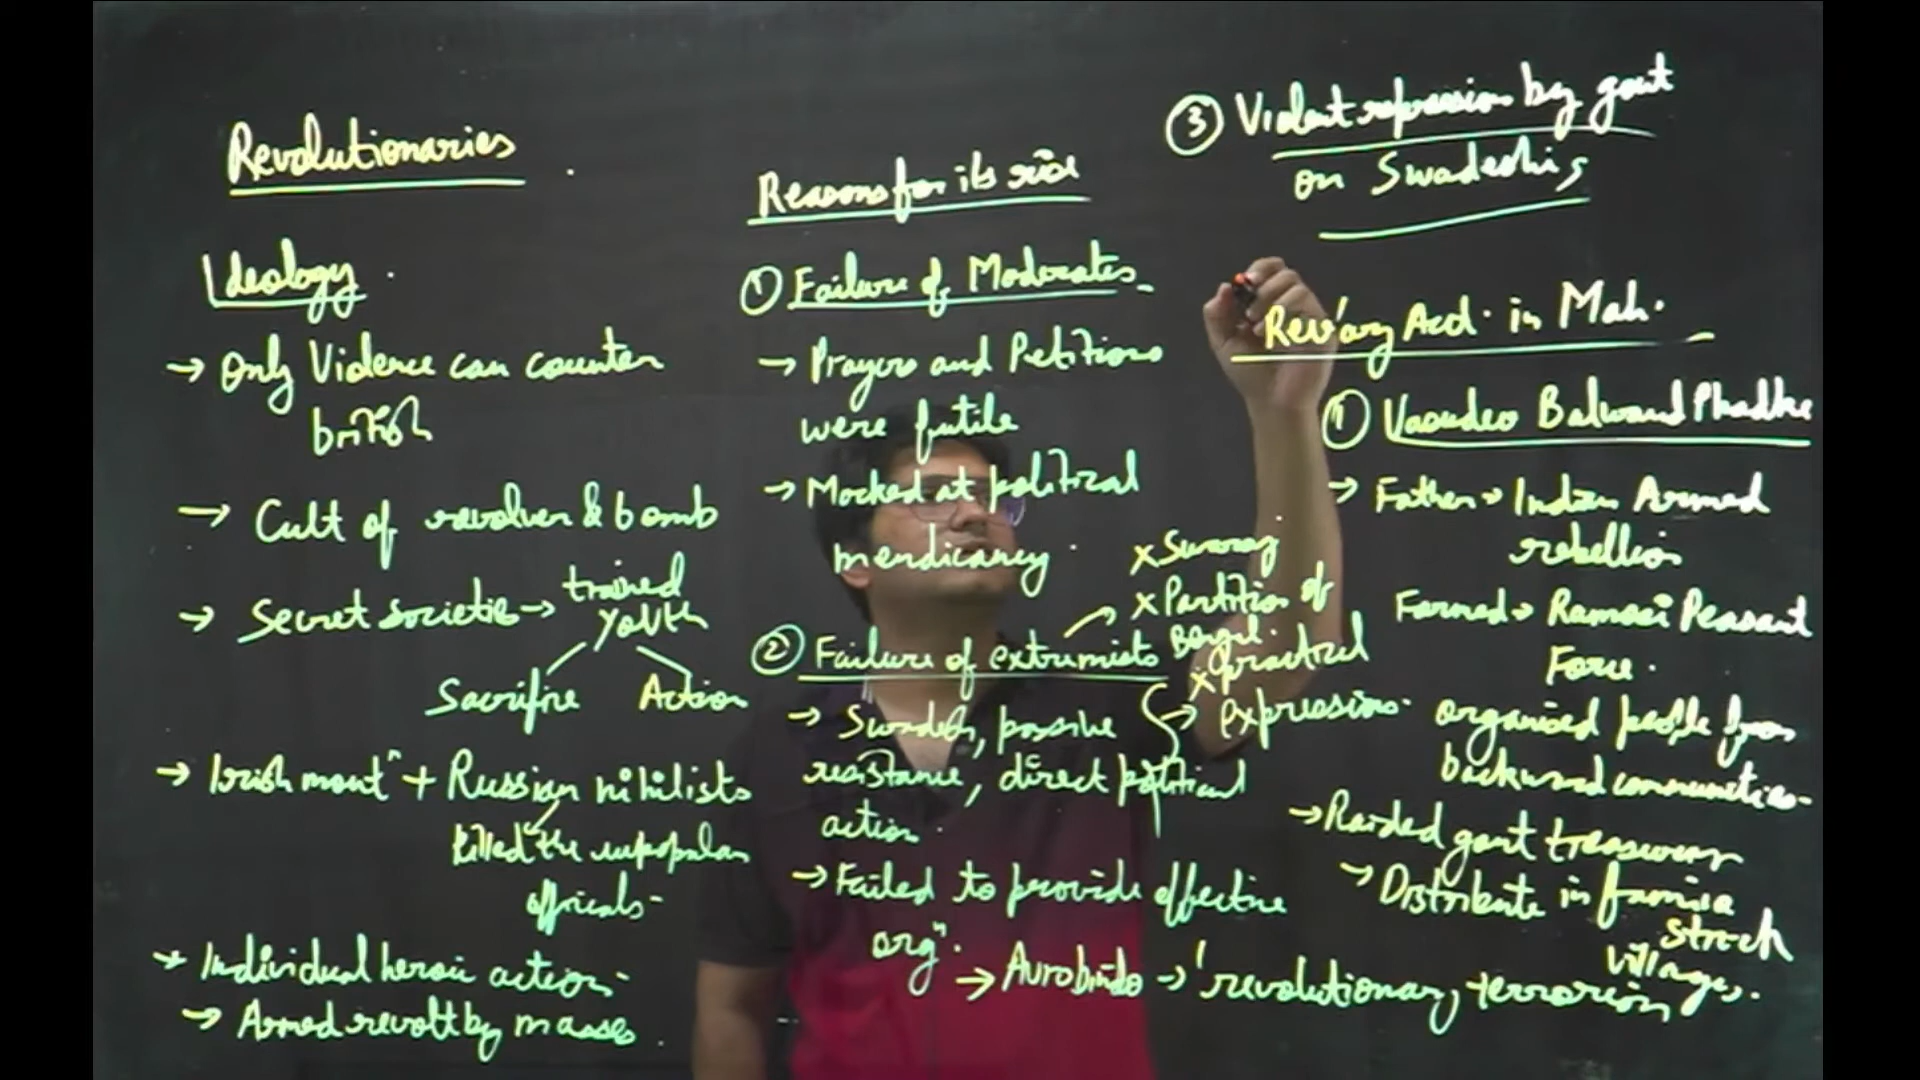 Revolutionaries
Ideology
→ Only Violence can counter
british
→ Cult of revolver & bomb
→ Secret societies → trained
youth
Sacrifice Action
→ Irish movt^n + Russian nihilists
killed the unpopular
officials
→ Individual heroic action
→ Armed revolt by masses
Reasons for its rise
① Failure of Moderates
→ Prayers and Petitions
were futile
→ Mocked at political
mendicancy
② Failure of extremists
x Swaraj
x Partition of
Bengal
x practical
expression
→ Swadeshi, passive
resistance, direct political
action
→ Failed to provide effective
org^n.
→ Aurobindo → 'revolutionary terrorism
③ Violent repression by govt
on Swadeshis
Rev'ary Act. in Mah.
① Vasudeo Balwand Phadke
→ Father → Indian Armed
rebellion
Formed → Ramosi Peasant
Force.
organised people from
backward communities
→ Raided govt treasuries
→ Distribute in famine
struck
villages.